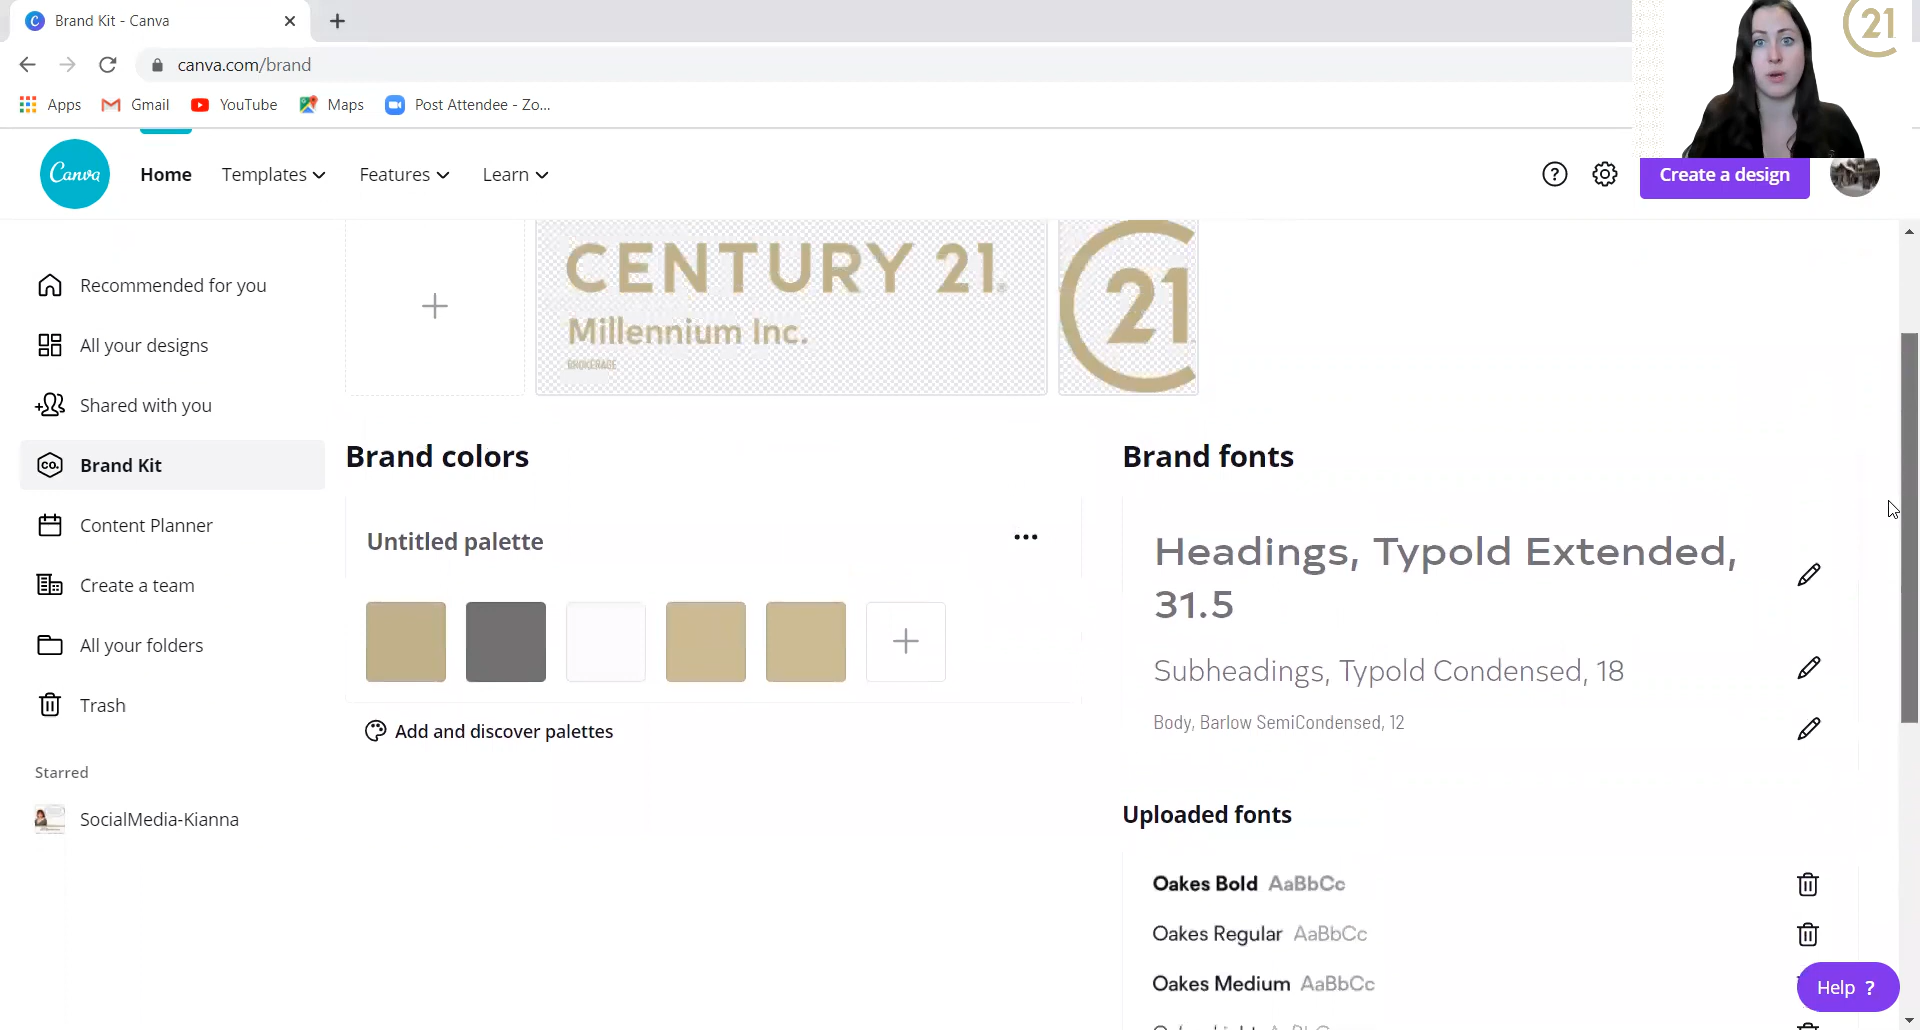 Brand Kit - Canva
canva.com/brand
Apps
Gmail
YouTube
Maps
Post Attendee - Zo...
21
Canva
Home
Templates
Features
Learn
?
Create a design
CENTURY 21®
Millennium Inc.
BROKERAGE
21
Recommended for you
All your designs
Shared with you
CO.
Brand Kit
Content Planner
Create a team
All your folders
Trash
Starred
SocialMedia-Kianna
Brand colors
Untitled palette
Add and discover palettes
Brand fonts
Headings, Typold Extended,
31.5
Subheadings, Typold Condensed, 18
Body, Barlow SemiCondensed, 12
Uploaded fonts
Oakes Bold AaBbCc
Oakes Regular AaBbCc
Oakes Medium AaBbCc
Help ?